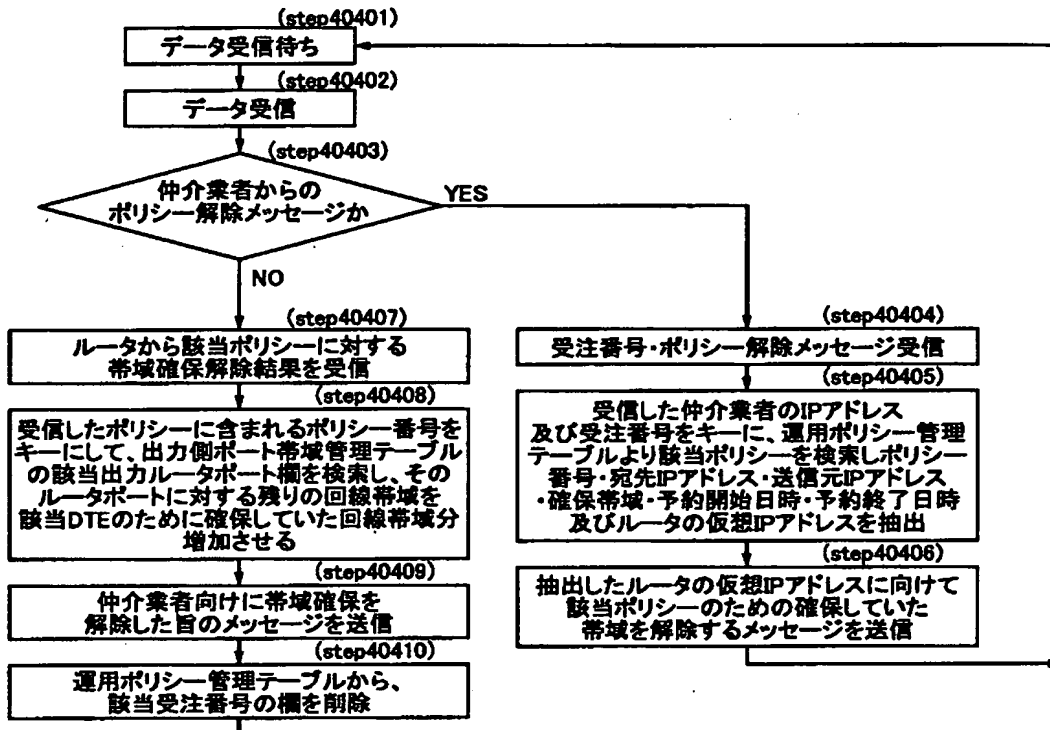 (step40401)
データ受信待ち
(step40402)
データ受信
(step40403)
仲介業者からの
ポリシー解除メッセージか
YES
NO
(step40407)
ルータから該当ポリシーに対する
帯域確保解除結果を受信
(step40408)
受信したポリシーに含まれるポリシー番号を
キーにして、出力側ポート帯域管理テーブル
の該当出力ルータポート欄を検索し、その
ルータポートに対する残りの回線帯域を
該当DTEのために確保していた回線帯域分
増加させる
(step40409)
仲介業者向けに帯域確保を
解除した旨のメッセージを送信
(step40410)
運用ポリシー管理テーブルから、
該当受注番号の欄を削除
(step40404)
受注番号・ポリシー解除メッセージ受信
(step40405)
受信した仲介業者のIPアドレス
及び受注番号をキーに、運用ポリシー管理
テーブルより該当ポリシーを検索しポリシー
番号・宛先IPアドレス・送信元IPアドレス
・確保帯域・予約開始日時・予約終了日時
及びルータの仮想IPアドレスを抽出
(step40406)
抽出したルータの仮想IPアドレスに向けて
該当ポリシーのための確保していた
帯域を解除するメッセージを送信